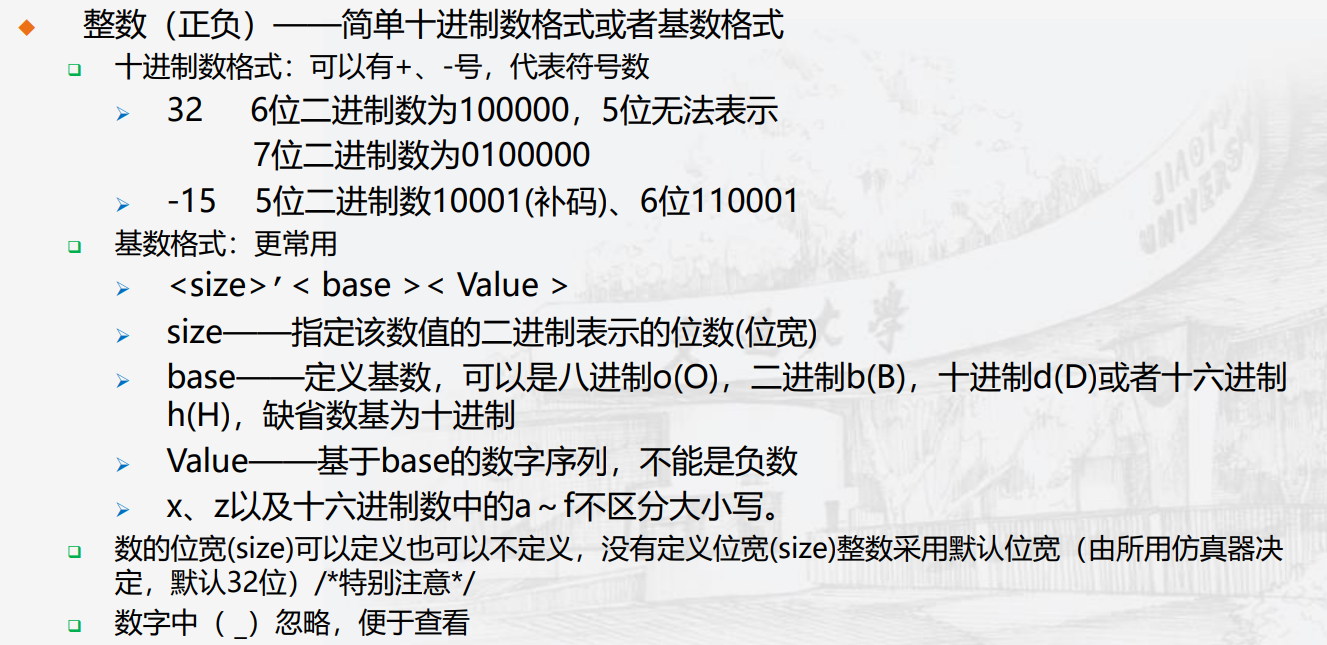 整数（正负）——简单十进制数格式或者基数格式
十进制数格式：可以有+、-号，代表符号数
32 6位二进制数为100000，5位无法表示
7位二进制数为0100000
-15 5位二进制数10001(补码)、6位110001
基数格式：更常用
<size>′< base >< Value >
size——指定该数值的二进制表示的位数(位宽)
base——定义基数，可以是八进制o(O)，二进制b(B)，十进制d(D)或者十六进制
h(H)，缺省数基为十进制
Value——基于base的数字序列，不能是负数
x、z以及十六进制数中的a～f不区分大小写。
数的位宽(size)可以定义也可以不定义，没有定义位宽(size)整数采用默认位宽（由所用仿真器决
定，默认32位）/*特别注意*/
数字中（ _）忽略，便于查看